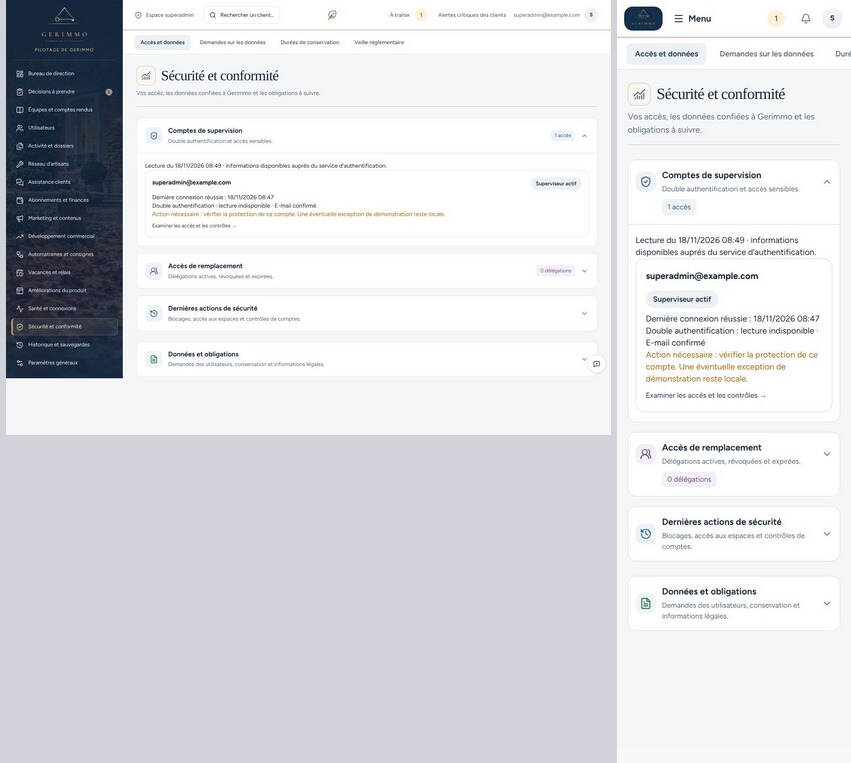 GERIMMO
PILOTAGE DE GERIMMO
Bureau de direction
Décisions à prendre
1
Équipes et comptes rendus
Utilisateurs
Activité et dossiers
Réseau d'artisans
Assistance clients
Abonnements et finances
Marketing et contenus
Développement commercial
Automatismes et consignes
Vacances et relais
Améliorations du produit
Santé et connexions
Sécurité et conformité
Historique et sauvegardes
Paramètres généraux
Espace superadmin
Rechercher un client...
À traiter 1
Alertes critiques des clients
superadmin@example.com
S
Accès et données
Demandes sur les données
Durées de conservation
Veille réglementaire
Sécurité et conformité
Vos accès, les données confiées à Gerimmo et les obligations à suivre.
Comptes de supervision
Double authentification et accès sensibles.
1 accès
Lecture du 18/11/2026 08:49 · informations disponibles auprès du service d'authentification.
superadmin@example.com
Superviseur actif
Dernière connexion réussie : 18/11/2026 08:47
Double authentification : lecture indisponible · E-mail confirmé
Action nécessaire : vérifier la protection de ce compte. Une éventuelle exception de démonstration reste locale.
Examiner les accès et les contrôles →
Accès de remplacement
Délégations actives, révoquées et expirées.
0 délégations
Dernières actions de sécurité
Blocages, accès aux espaces et contrôles de comptes.
Données et obligations
Demandes des utilisateurs, conservation et informations légales.
GERIMMO
Menu
1
S
Accès et données
Demandes sur les données
Duré
Sécurité et conformité
Vos accès, les données confiées à Gerimmo et les
obligations à suivre.
Comptes de supervision
Double authentification et accès sensibles.
1 accès
Lecture du 18/11/2026 08:49 · informations
disponibles auprès du service d'authentification.
superadmin@example.com
Superviseur actif
Dernière connexion réussie : 18/11/2026 08:47
Double authentification : lecture indisponible ·
E-mail confirmé
Action nécessaire : vérifier la protection de ce
compte. Une éventuelle exception de
démonstration reste locale.
Examiner les accès et les contrôles →
Accès de remplacement
Délégations actives, révoquées et expirées.
0 délégations
Dernières actions de sécurité
Blocages, accès aux espaces et contrôles de
comptes.
Données et obligations
Demandes des utilisateurs, conservation et
informations légales.